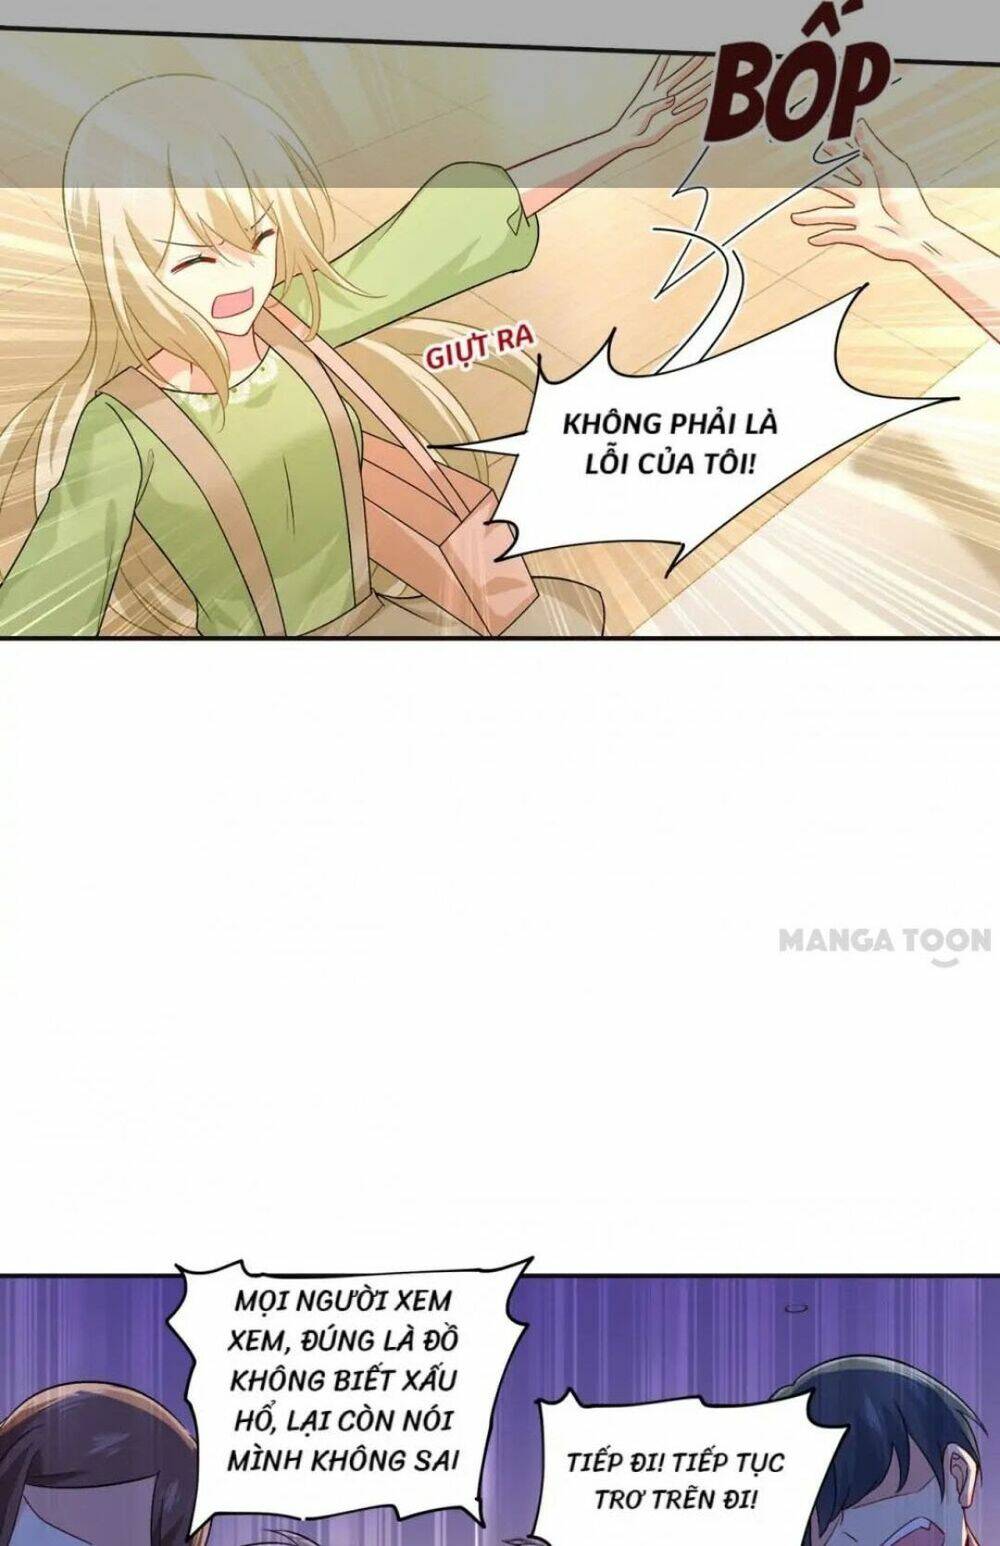 BỐP
GIỰT RA
KHÔNG PHẢI LÀ
LỖI CỦA TÔI!
MANGA TOON
MỌI NGƯỜI XEM
XEM, ĐÚNG LÀ ĐỒ
KHÔNG BIẾT XẤU
HỔ, LẠI CÒN NÓI
MÌNH KHÔNG SAI
TIẾP ĐI! TIẾP TỤC
TRƠ TRẼN ĐI!